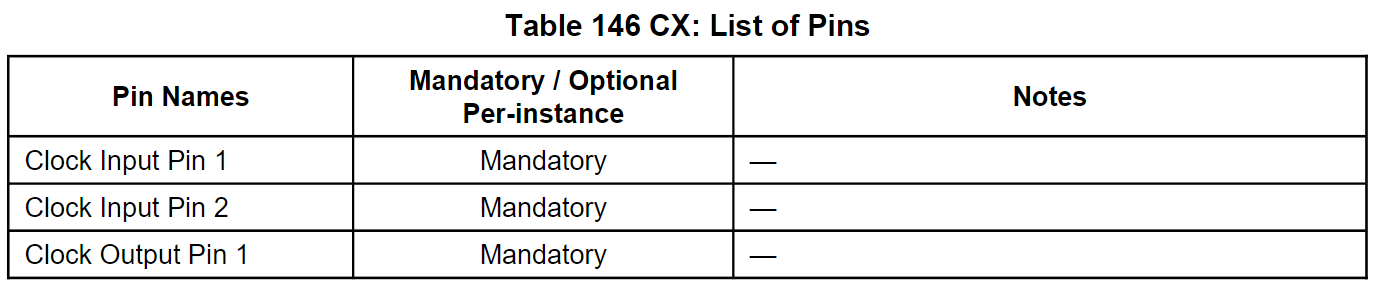 Table 146 CX: List of Pins
Pin Names
Mandatory / Optional
Per-instance
Notes
Clock Input Pin 1 Mandatory —
Clock Input Pin 2 Mandatory —
Clock Output Pin 1 Mandatory —